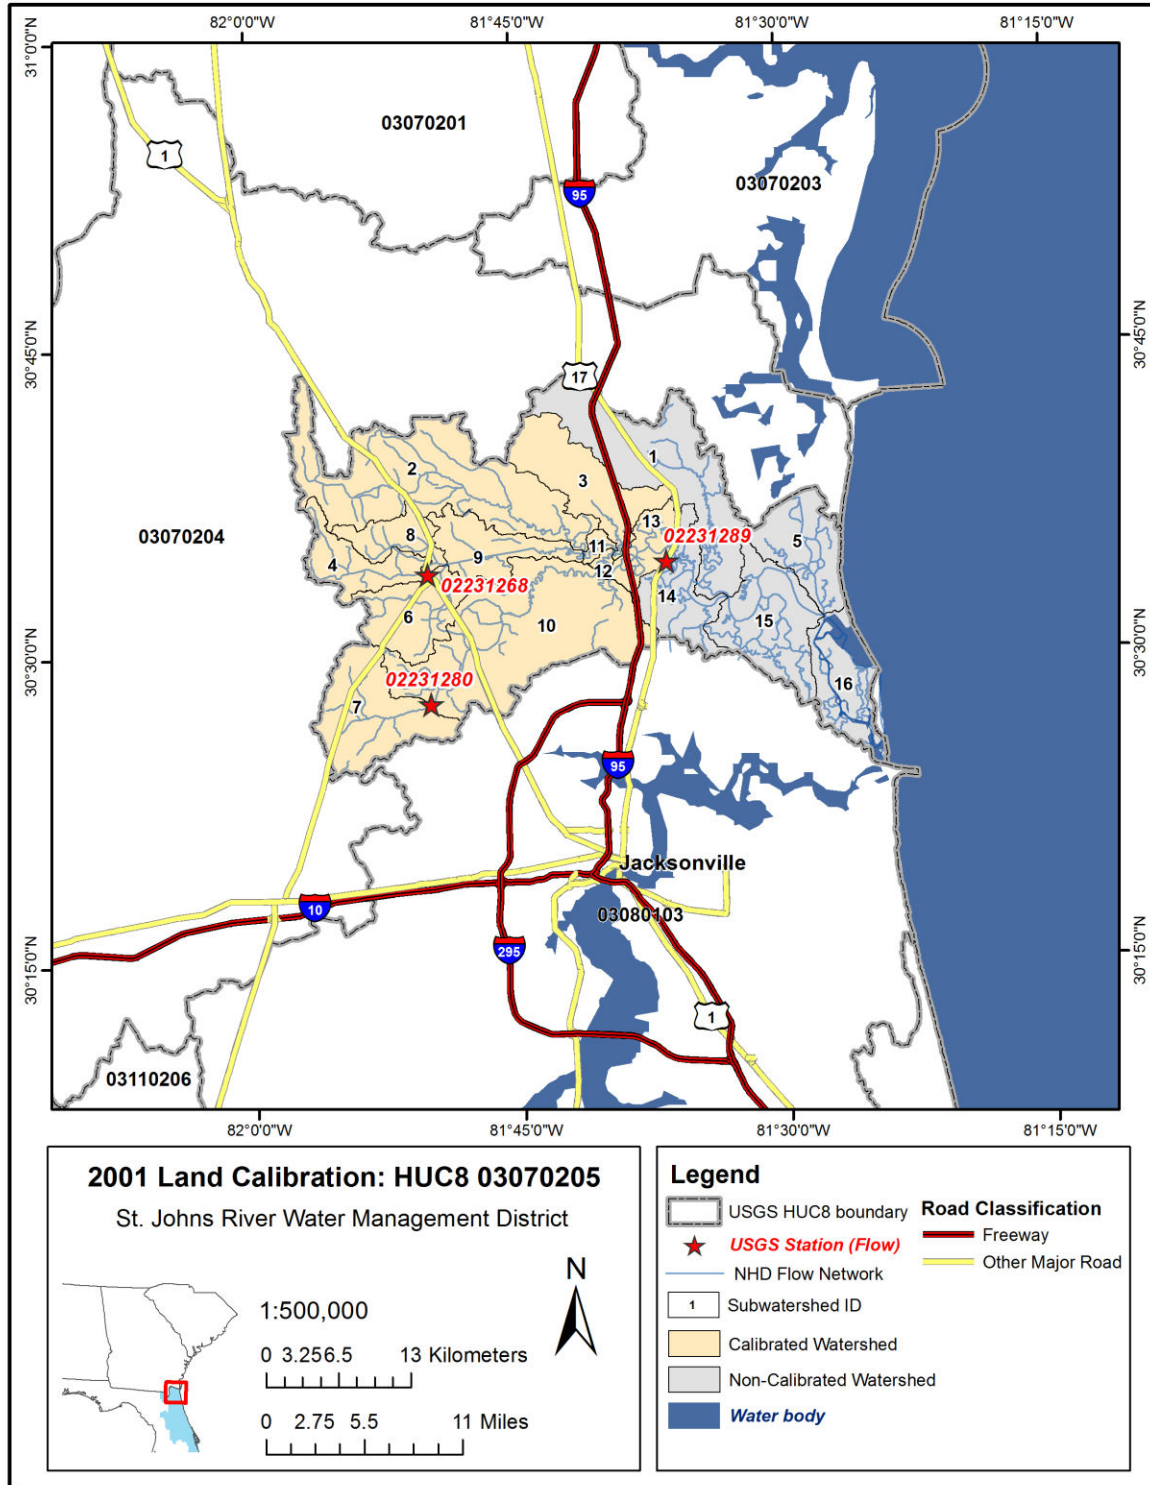 82°0'0"W 81°45'0"W 81°30'0"W 81°15'0"W
31°0'0"N
03070201
1
95
03070203
30°45'0"N
30°45'0"N
17
1
2
3
13
02231289
5
03070204
8
11
9
4
12
02231268
14
6
10
15
30°30'0"N
30°30'0"N
02231280
16
7
95
Jacksonville
10
03080103
295
30°15'0"N
30°15'0"N
1
03110206
82°0'0"W 81°45'0"W 81°30'0"W 81°15'0"W
2001 Land Calibration: HUC8 03070205
St. Johns River Water Management District
N
1:500,000
0 3.25 6.5 13 Kilometers
0 2.75 5.5 11 Miles
Legend
USGS HUC8 boundary
USGS Station (Flow)
NHD Flow Network
1 Subwatershed ID
Calibrated Watershed
Non-Calibrated Watershed
Water body
Road Classification
Freeway
Other Major Road